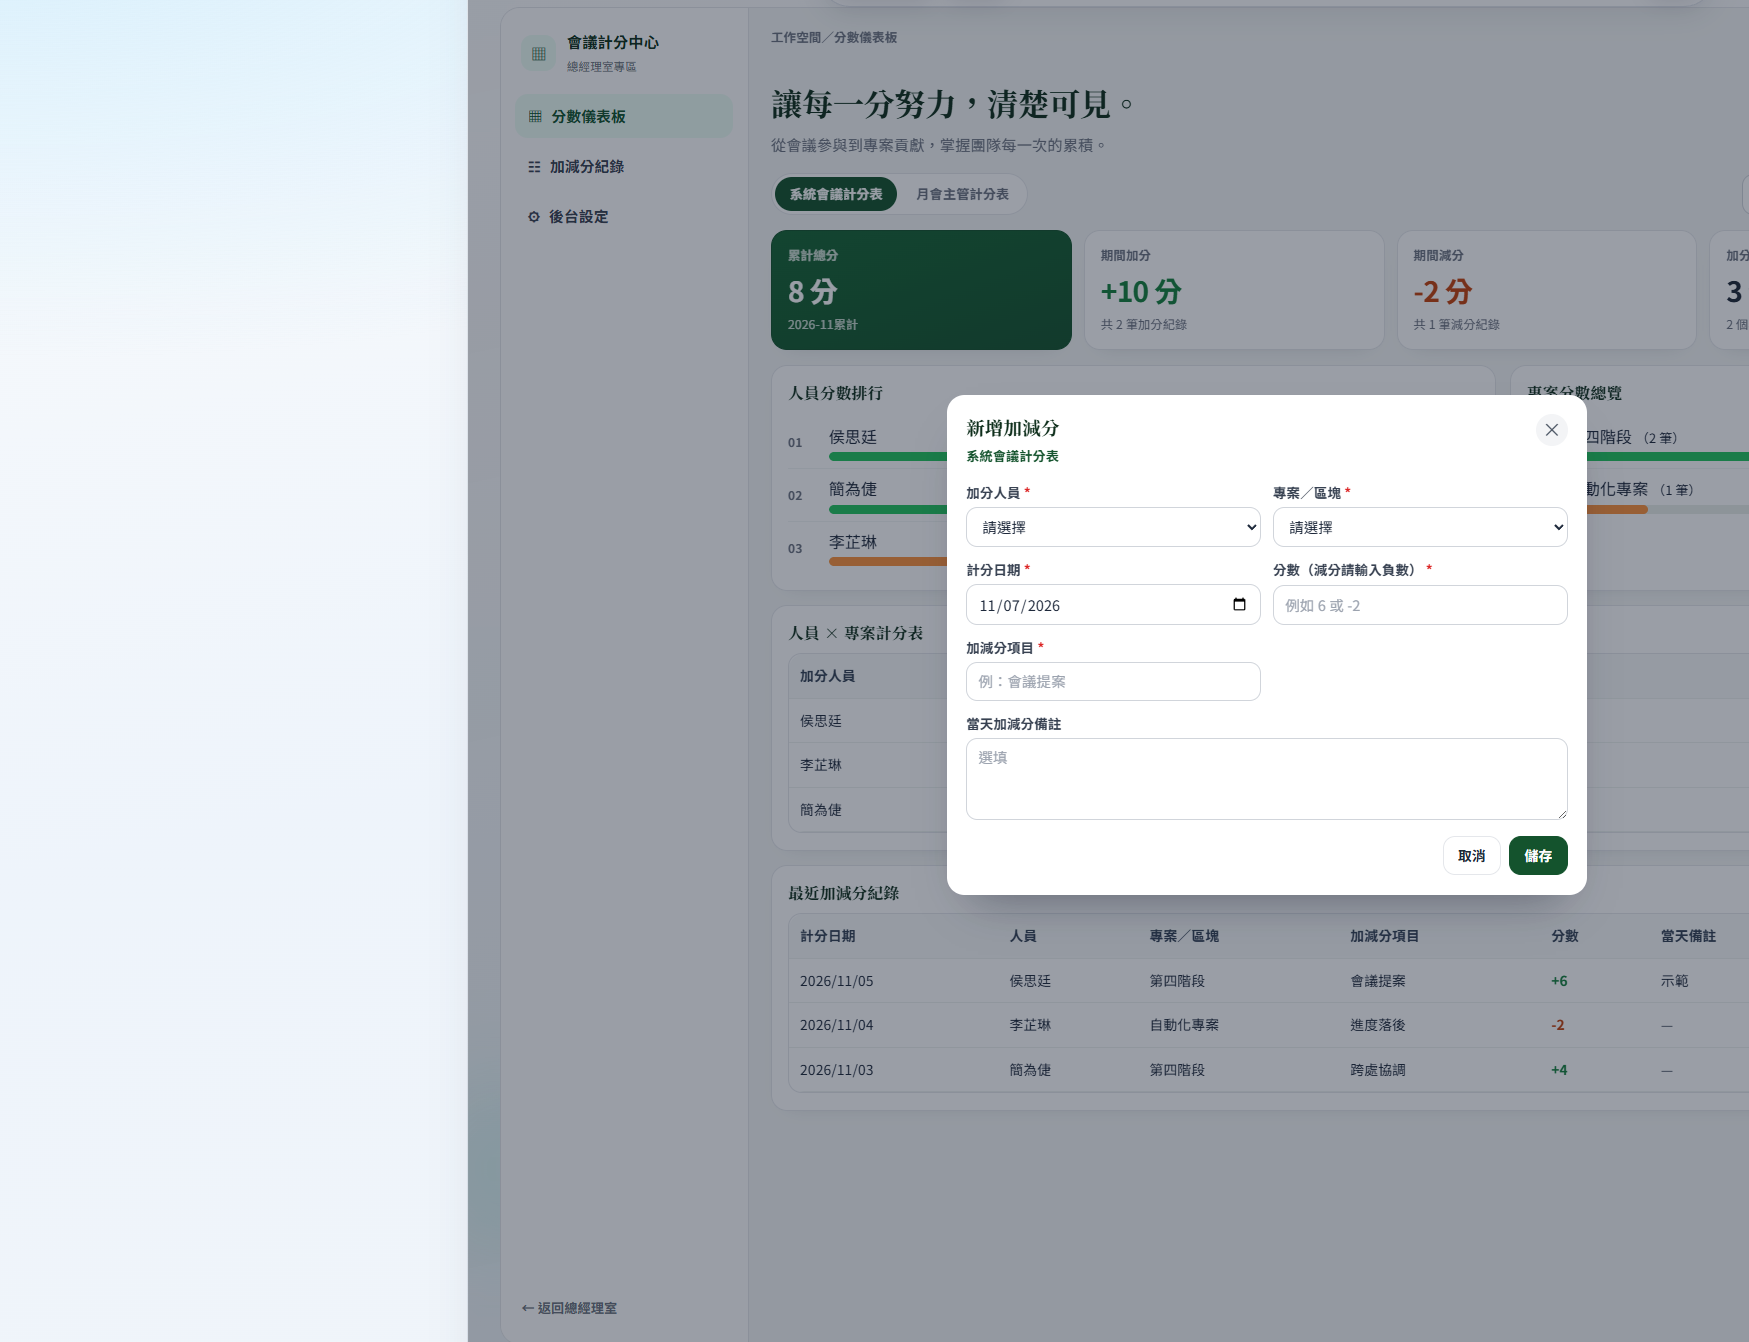 會議計分中心
總經理室專區
分數儀表板
加減分紀錄
後台設定
← 返回總經理室
工作空間／分數儀表板
讓每一分努力，清楚可見。
從會議參與到專案貢獻，掌握團隊每一次的累積。
系統會議計分表 月會主管計分表
累計總分
8 分
2026-11累計
期間加分
+10 分
共 2 筆加分紀錄
期間減分
-2 分
共 1 筆減分紀錄
加分
3
2 個
人員分數排行
01 侯思廷
02 簡為倢
03 李芷琳
專案分數總覽
四階段 （2 筆）
動化專案 （1 筆）
人員 × 專案計分表
加分人員
侯思廷
李芷琳
簡為倢
新增加減分
系統會議計分表
加分人員 *
請選擇
專案／區塊 *
請選擇
計分日期 *
11/07/2026
分數（減分請輸入負數） *
例如 6 或 -2
加減分項目 *
例：會議提案
當天加減分備註
選填
取消 儲存
最近加減分紀錄
計分日期 人員 專案／區塊 加減分項目 分數 當天備註
2026/11/05 侯思廷 第四階段 會議提案 +6 示範
2026/11/04 李芷琳 自動化專案 進度落後 -2 —
2026/11/03 簡為倢 第四階段 跨處協調 +4 —